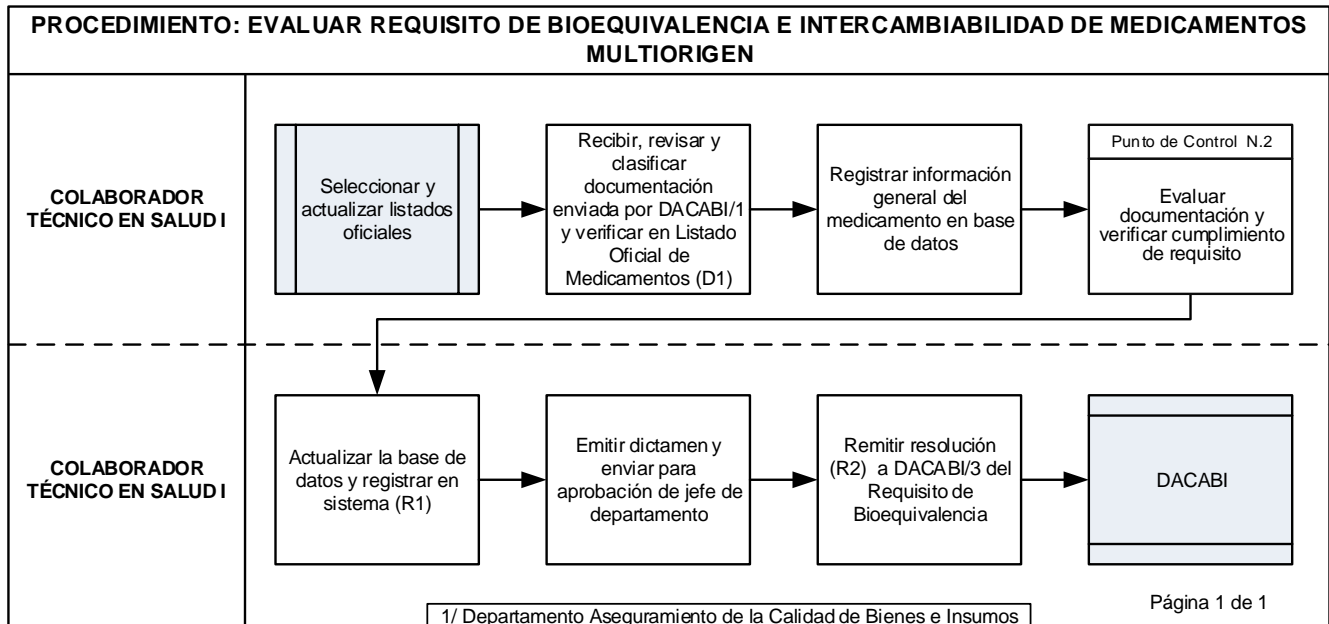 PROCEDIMIENTO: EVALUAR REQUISITO DE BIOEQUIVALENCIA E INTERCAMBIABILIDAD DE MEDICAMENTOS
MULTIORIGEN
COLABORADOR
TÉCNICO EN SALUD I
Seleccionar y
actualizar listados
oficiales
Recibir, revisar y
clasificar
documentación
enviada por DACABI/1
y verificar en Listado
Oficial de
Medicamentos (D1)
Registrar información
general del
medicamento en base
de datos
Punto de Control N.2
Evaluar
documentación y
verificar cumplimiento
de requisito
COLABORADOR
TÉCNICO EN SALUD I
Actualizar la base de
datos y registrar en
sistema (R1)
Emitir dictamen y
enviar para
aprobación de jefe de
departamento
Remitir resolución
(R2) a DACABI/3 del
Requisito de
Bioequivalencia
DACABI
1/ Departamento Aseguramiento de la Calidad de Bienes e Insumos
Página 1 de 1